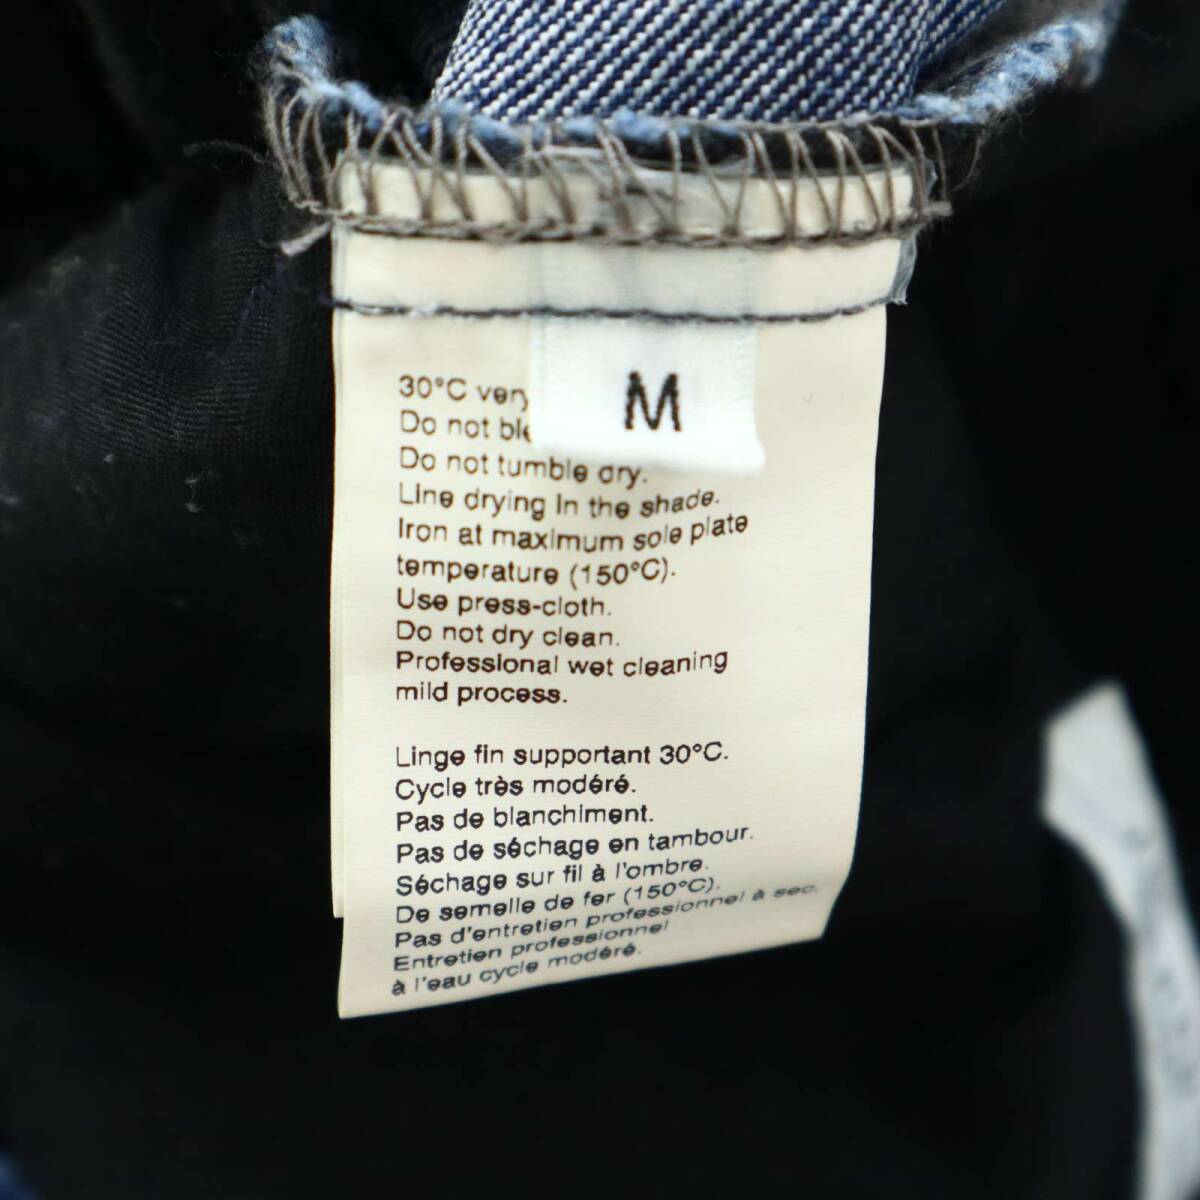 M
30°C very
Do not
Do not tumble dry.
Line drying in the shade.
Iron at maximum sole plate
temperature (150°C).
Use press-cloth.
Do not dry clean.
Professional wet cleaning
mild process.
Linge fin supportant 30°C.
Cycle très modéré.
Pas de blanchiment.
Pas de séchage en tambour.
Séchage sur fil à l'ombre.
De semelle de fer (150°C).
Pas d'entretien professionnel à sec.
Entretien professionnel
à l'eau cycle modéré.